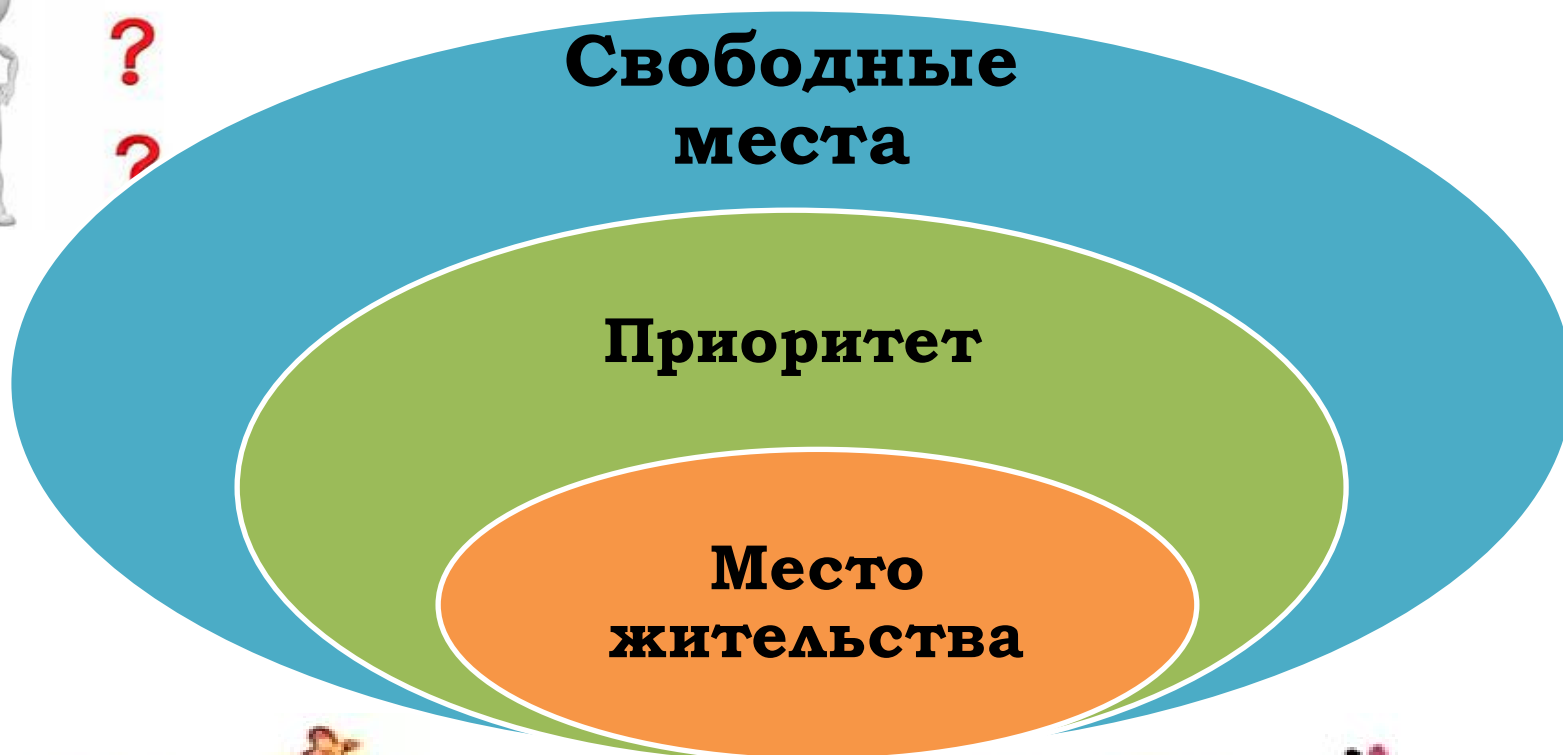 ?
?
Свободные
места
Приоритет
Место
жительства